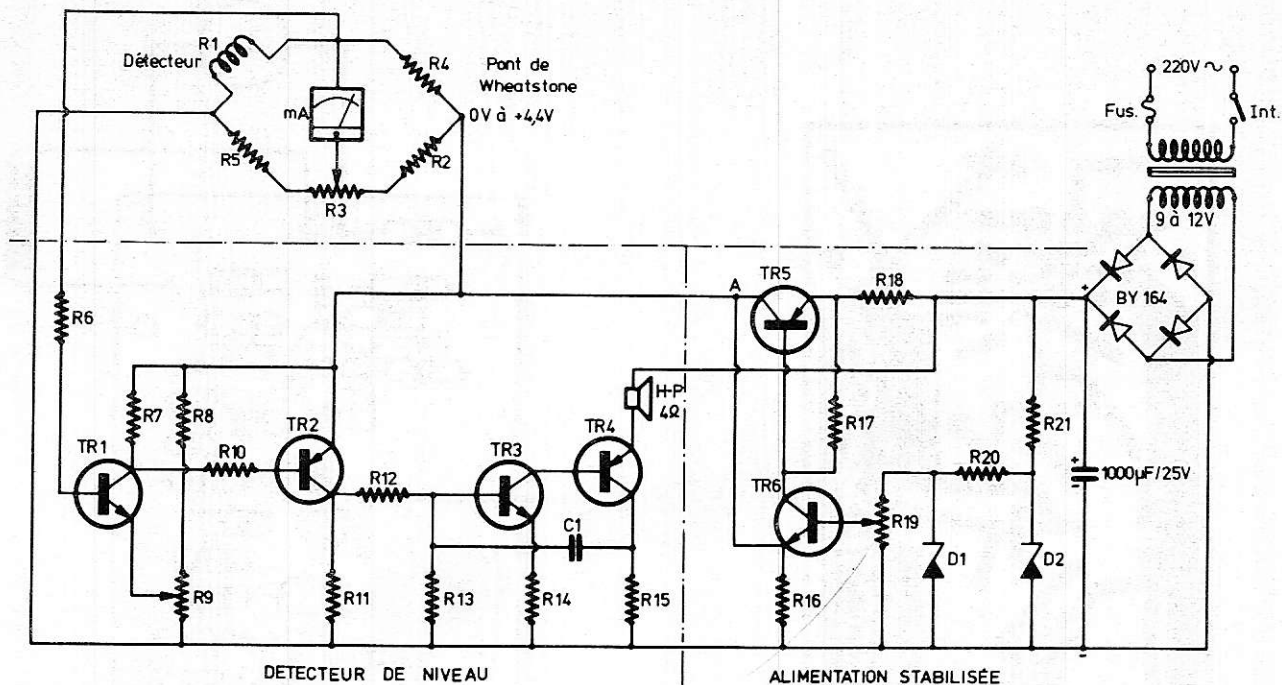 R1
Détecteur
R4
Pont de
Wheatstone
0V à +4,4V
mA
R5
R2
R3
220V ~
Fus.
Int.
9 à 12V
R6
A
TR5
R18
+
BY 164
R7
R8
H-P
4Ω
R17
R21
TR1
R10
TR2
R12
TR3
TR4
R20
+
1000µF/25V
-
TR6
R19
C1
D1
D2
R9
R11
R13
R14
R15
R16
-
DETECTEUR DE NIVEAU
ALIMENTATION STABILISÉE